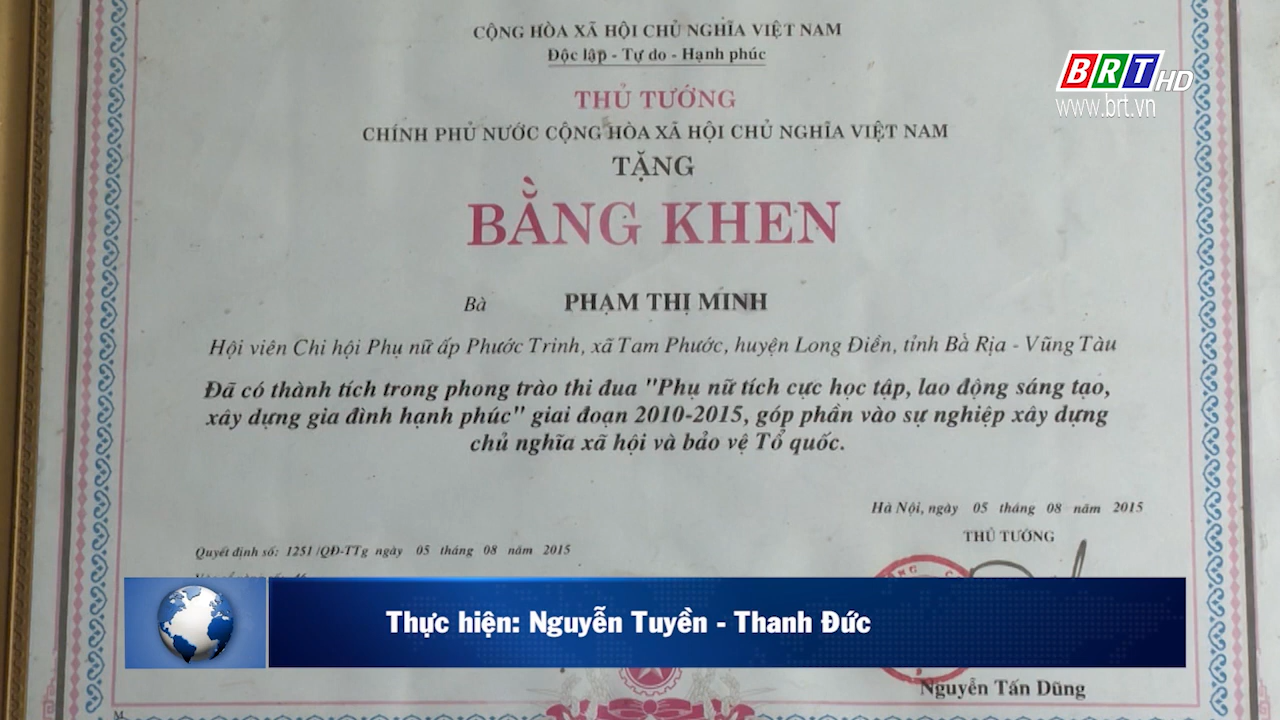 CỘNG HÒA XÃ HỘI CHỦ NGHĨA VIỆT NAM
Độc lập - Tự do - Hạnh phúc
BRT HD
www.brt.vn
THỦ TƯỚNG
CHÍNH PHỦ NƯỚC CỘNG HÒA XÃ HỘI CHỦ NGHĨA VIỆT NAM
TẶNG
BẰNG KHEN
Bà PHẠM THỊ MINH
Hội viên Chi hội Phụ nữ ấp Phước Trinh, xã Tam Phước, huyện Long Điền, tỉnh Bà Rịa - Vũng Tàu
Đã có thành tích trong phong trào thi đua "Phụ nữ tích cực học tập, lao động sáng tạo,
xây dựng gia đình hạnh phúc" giai đoạn 2010-2015, góp phần vào sự nghiệp xây dựng
chủ nghĩa xã hội và bảo vệ Tổ quốc.
Hà Nội, ngày 05 tháng 08 năm 2015
THỦ TƯỚNG
Quyết định số: 1251/QĐ-TTg ngày 05 tháng 08 năm 2015
Thực hiện: Nguyễn Tuyền - Thanh Đức
Nguyễn Tấn Dũng